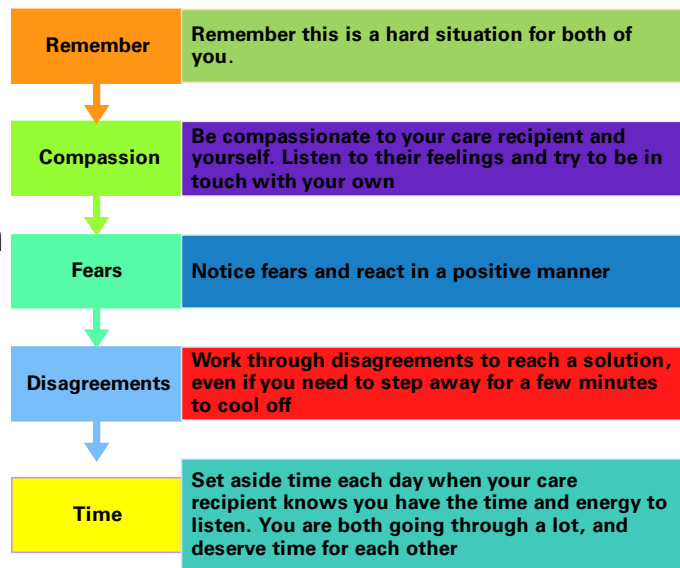 Remember
Remember this is a hard situation for both of
you.
Compassion
Be compassionate to your care recipient and
yourself. Listen to their feelings and try to be in
touch with your own
Fears
Notice fears and react in a positive manner
Disagreements
Work through disagreements to reach a solution,
even if you need to step away for a few minutes
to cool off
Time
Set aside time each day when your care
recipient knows you have the time and energy to
listen. You are both going through a lot, and
deserve time for each other